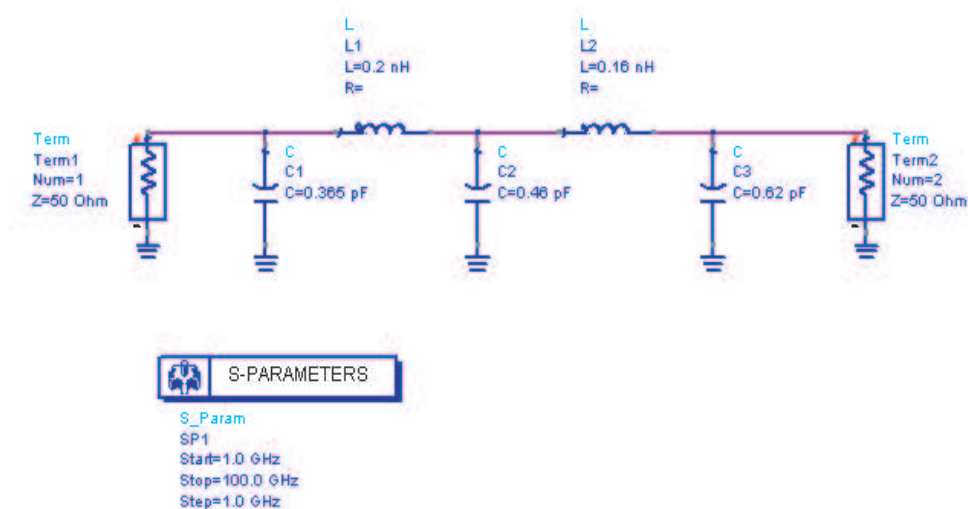 L
L1
L=0.2 nH
R=
L
L2
L=0.16 nH
R=
Term
Term1
Num=1
Z=50 Ohm
C
C1
C=0.365 pF
C
C2
C=0.46 pF
C
C3
C=0.62 pF
Term
Term2
Num=2
Z=50 Ohm
S-PARAMETERS
S_Param
SP1
Start=1.0 GHz
Stop=100.0 GHz
Step=1.0 GHz